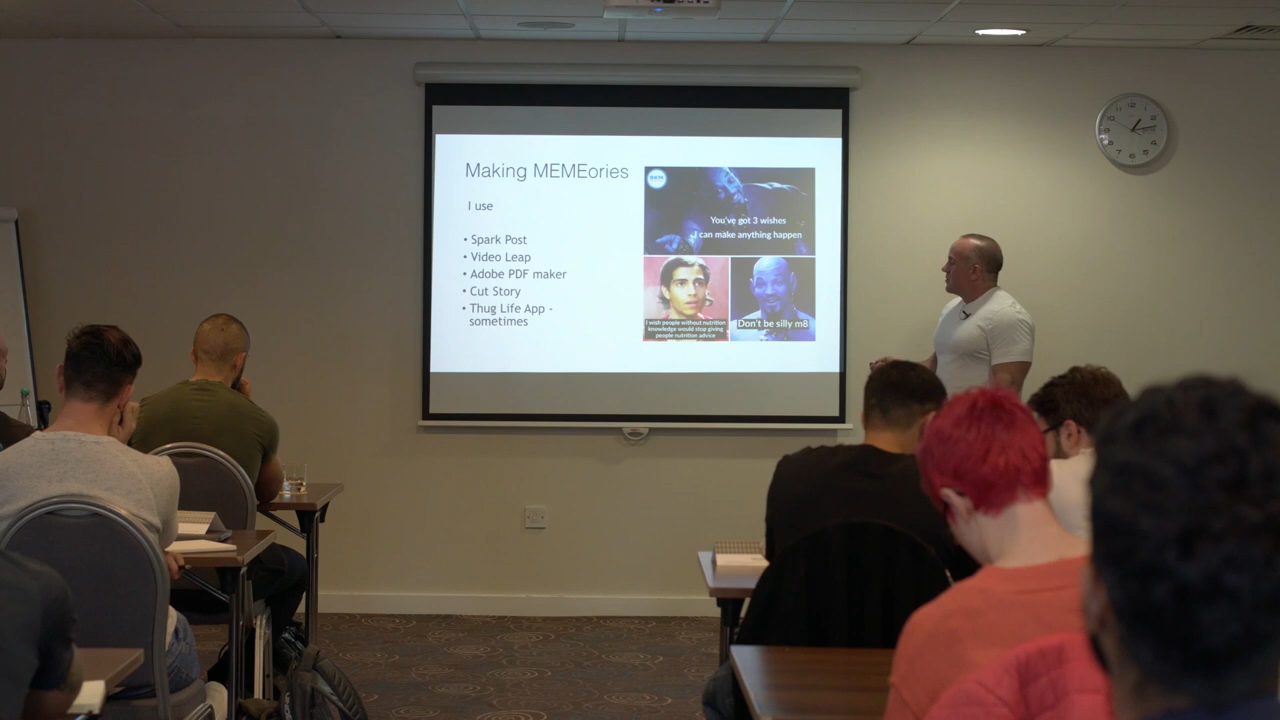 Making MEMEories
I use
• Spark Post
• Video Leap
• Adobe PDF maker
• Cut Story
• Thug Life App -
sometimes
You've got 3 wishes
I can make anything happen
I wish people without nutrition
knowledge would stop giving
people nutrition advice
Don't be silly m8